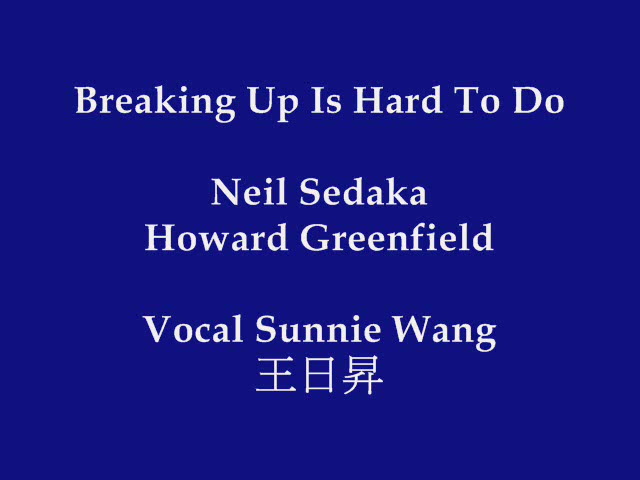 Breaking Up Is Hard To Do
Neil Sedaka
Howard Greenfield
Vocal Sunnie Wang
王日昇